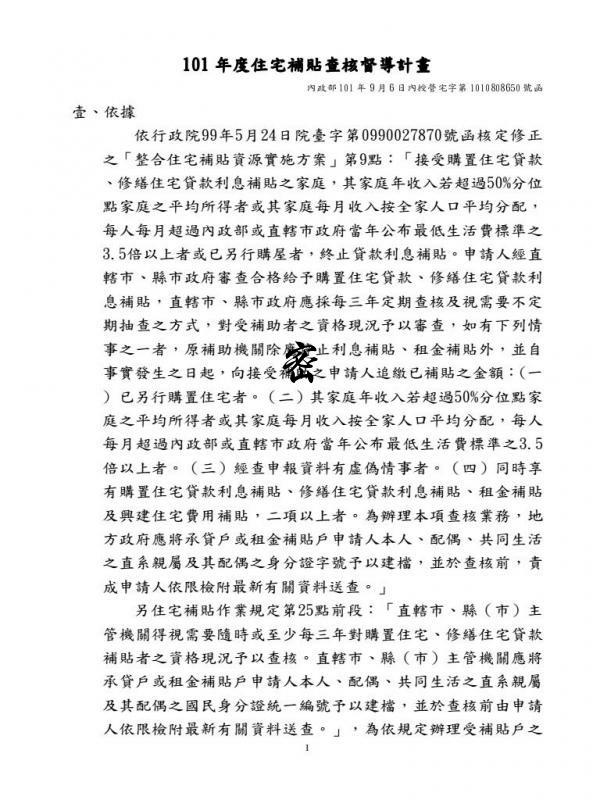 101 年度住宅補貼查核督導計畫
內政部101 年 9 月 6 日內授營宅字第 1010808650 號函
壹、依據
依行政院99年5月24日院臺字第0990027870號函核定修正
之「整合住宅補貼資源實施方案」第9點：「接受購置住宅貸款
、修繕住宅貸款利息補貼之家庭，其家庭年收入若超過50%分位
點家庭之平均所得者或其家庭每月收入按全家人口平均分配，
每人每月超過內政部或直轄市政府當年公布最低生活費標準之
3.5倍以上者或已另行購屋者，終止貸款利息補貼。申請人經直
轄市、縣市政府審查合格給予購置住宅貸款、修繕住宅貸款利
息補貼，直轄市、縣市政府應採每三年定期查核及視需要不定
期抽查之方式，對受補助者之資格現況予以審查，如有下列情
事之一者，原補助機關除應止利息補貼、租金補貼外，並自
密
事實發生之日起，向接受補貼之申請人追繳已補貼之金額：(一
）已另行購置住宅者。（二）其家庭年收入若超過50%分位點家
庭之平均所得者或其家庭每月收入按全家人口平均分配，每人
每月超過內政部或直轄市政府當年公布最低生活費標準之3.5
倍以上者。（三）經查申報資料有虛偽情事者。（四）同時享
有購置住宅貸款利息補貼、修繕住宅貸款利息補貼、租金補貼
及興建住宅費用補貼，二項以上者。為辦理本項查核業務，地
方政府應將承貸戶或租金補貼戶申請人本人、配偶、共同生活
之直系親屬及其配偶之身分證字號予以建檔，並於查核前，責
成申請人依限檢附最新有關資料送查。」
另住宅補貼作業規定第25點前段：「直轄市、縣（市）主
管機關得視需要隨時或至少每三年對購置住宅、修繕住宅貸款
補貼者之資格現況予以查核。直轄市、縣（市）主管機關應將
承貸戶或租金補貼戶申請人本人、配偶、共同生活之直系親屬
及其配偶之國民身分證統一編號予以建檔，並於查核前由申請
人依限檢附最新有關資料送查。」，為依規定辦理受補貼戶之
1